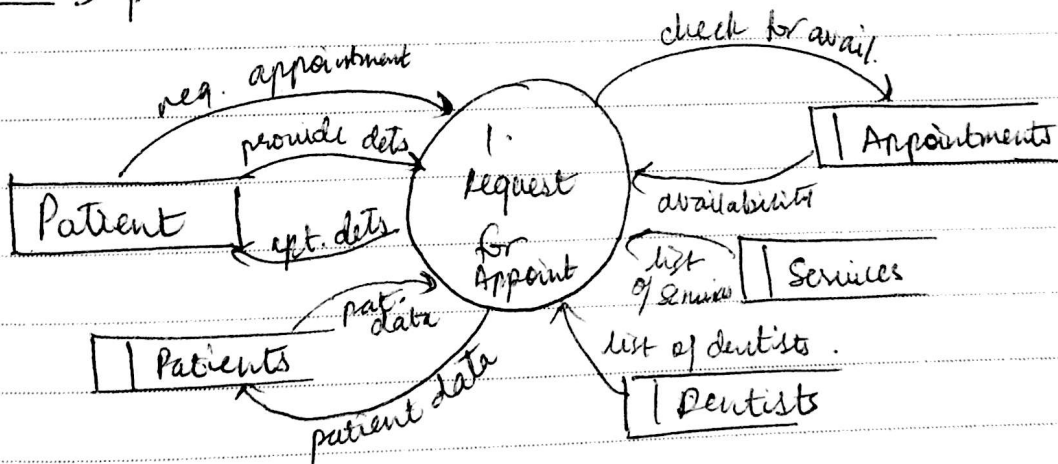 check for avail.
req. appointment
provide dets
1.
Request
for
Appoint
Appointments
availability
Patient
apt. dets
list
of services
Services
pat.
data
Patients
patient data
list of dentists.
Dentists